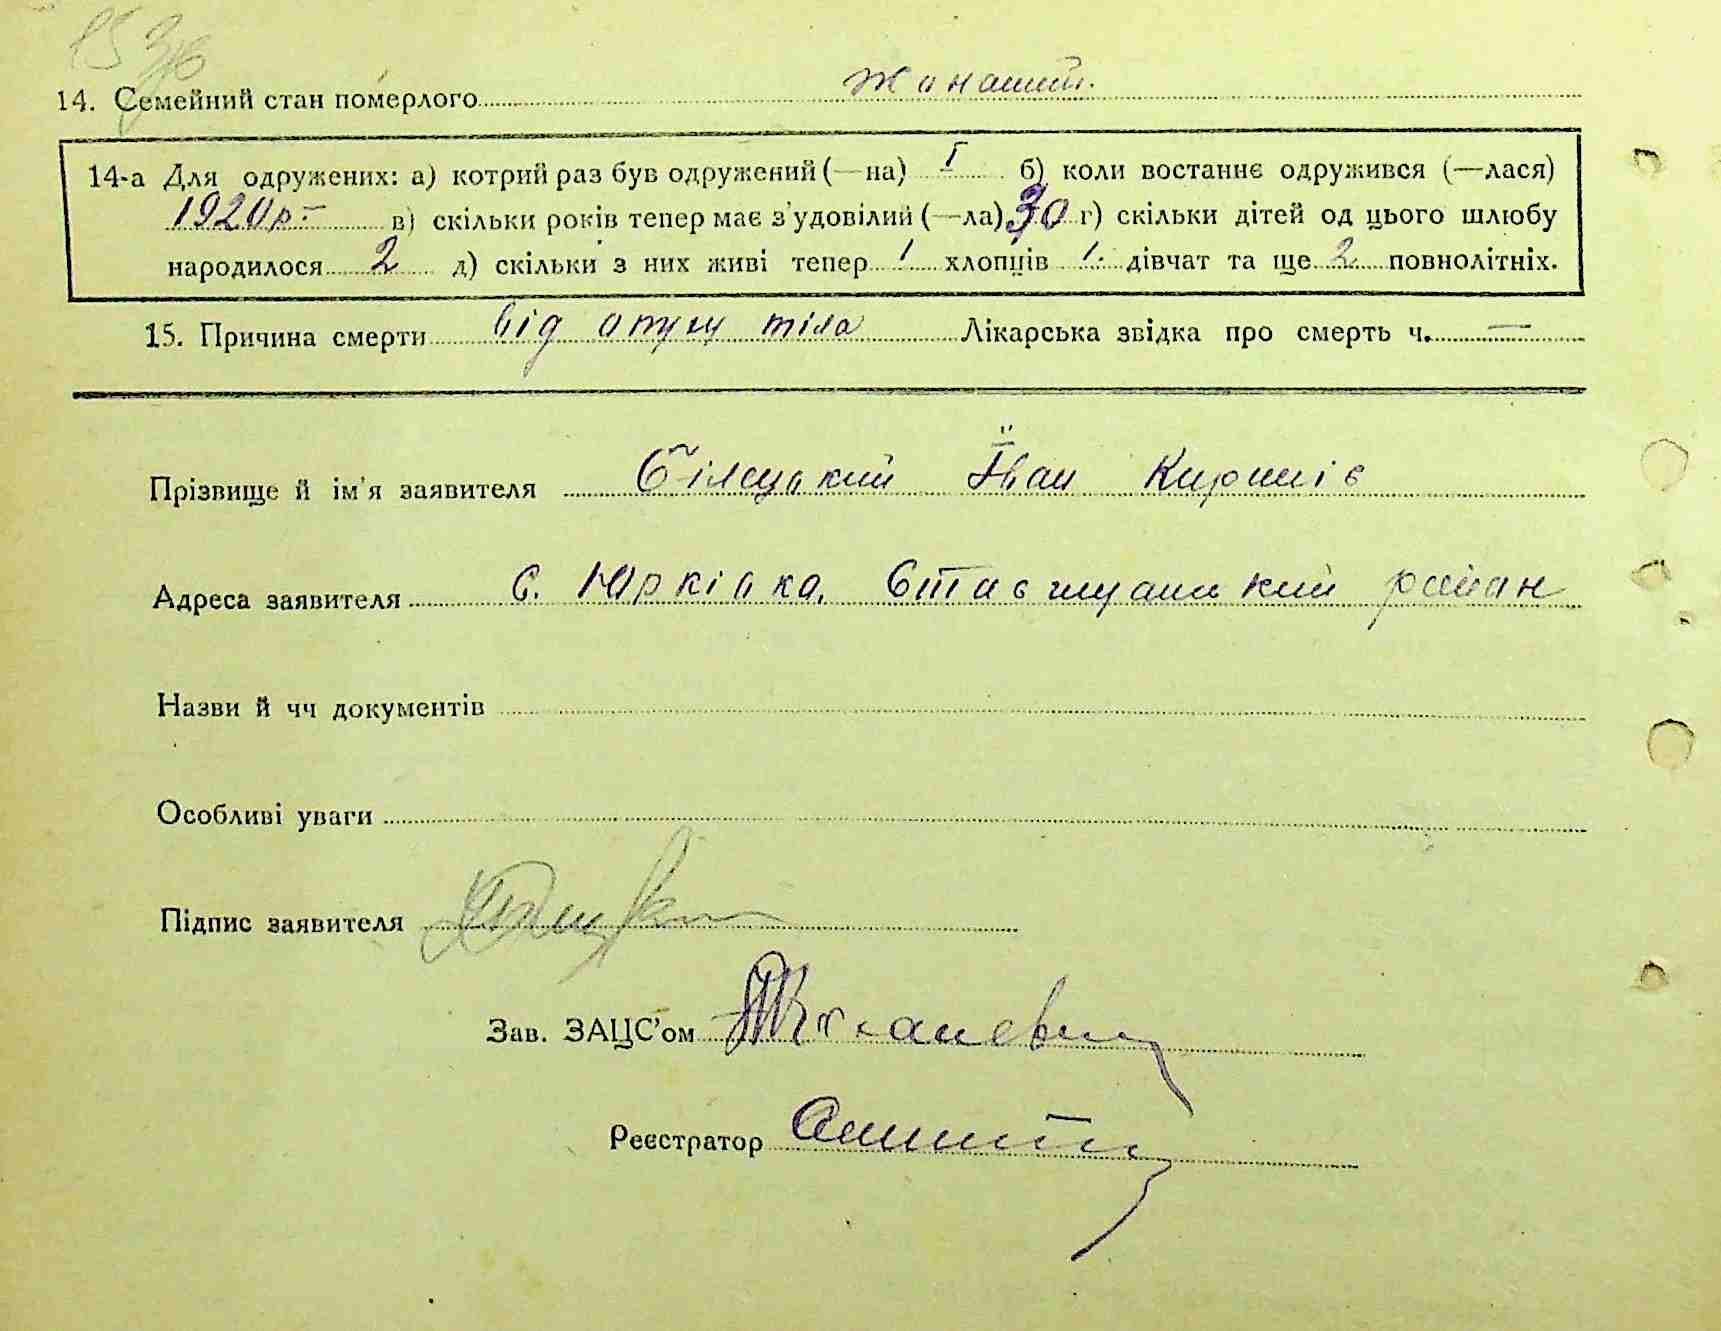 14. Семейний стан померлого Жонатий.
14-а Для одружених: а) котрий раз був одружений (—на) I б) коли востаннє одружився (—лася)
1920 р. в) скільки років тепер має з'удовілий (—ла) 30 г) скільки дітей од цього шлюбу
народилося 2 д) скільки з них живі тепер 1 хлопців 1. дівчат та ще 2 повнолітніх.
15. Причина смерти від опуху тіла Лікарська звідка про смерть ч. —
Прізвище й ім'я заявителя Іван
Адреса заявителя с. Юрківка. Ставищанський район
Назви й чч документів
Особливі уваги
Підпис заявителя
Зав. ЗАЦС'ом
Реєстратор